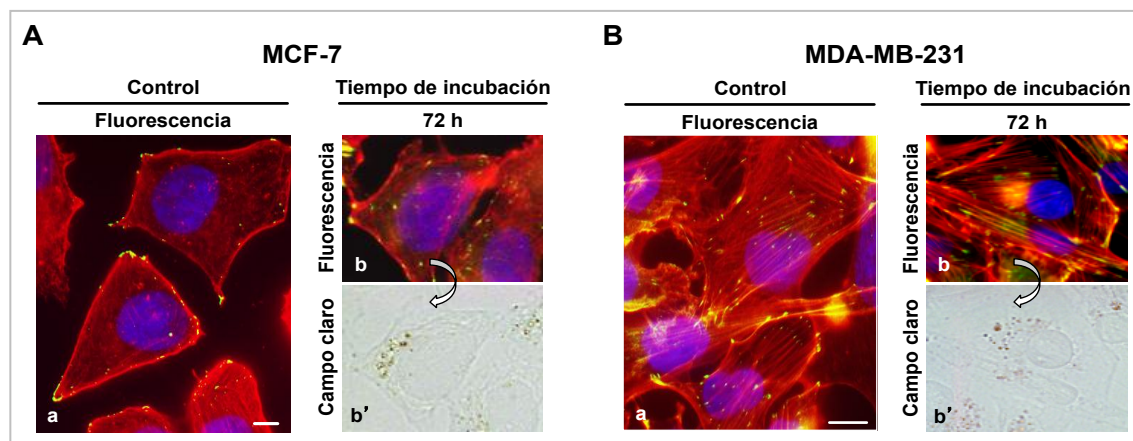 A
MCF-7
Control
Tiempo de incubación
Fluorescencia
72 h
Fluorescencia
Campo claro
a
b
b’
B
MDA-MB-231
Control
Tiempo de incubación
Fluorescencia
72 h
Fluorescencia
Campo claro
a
b
b’